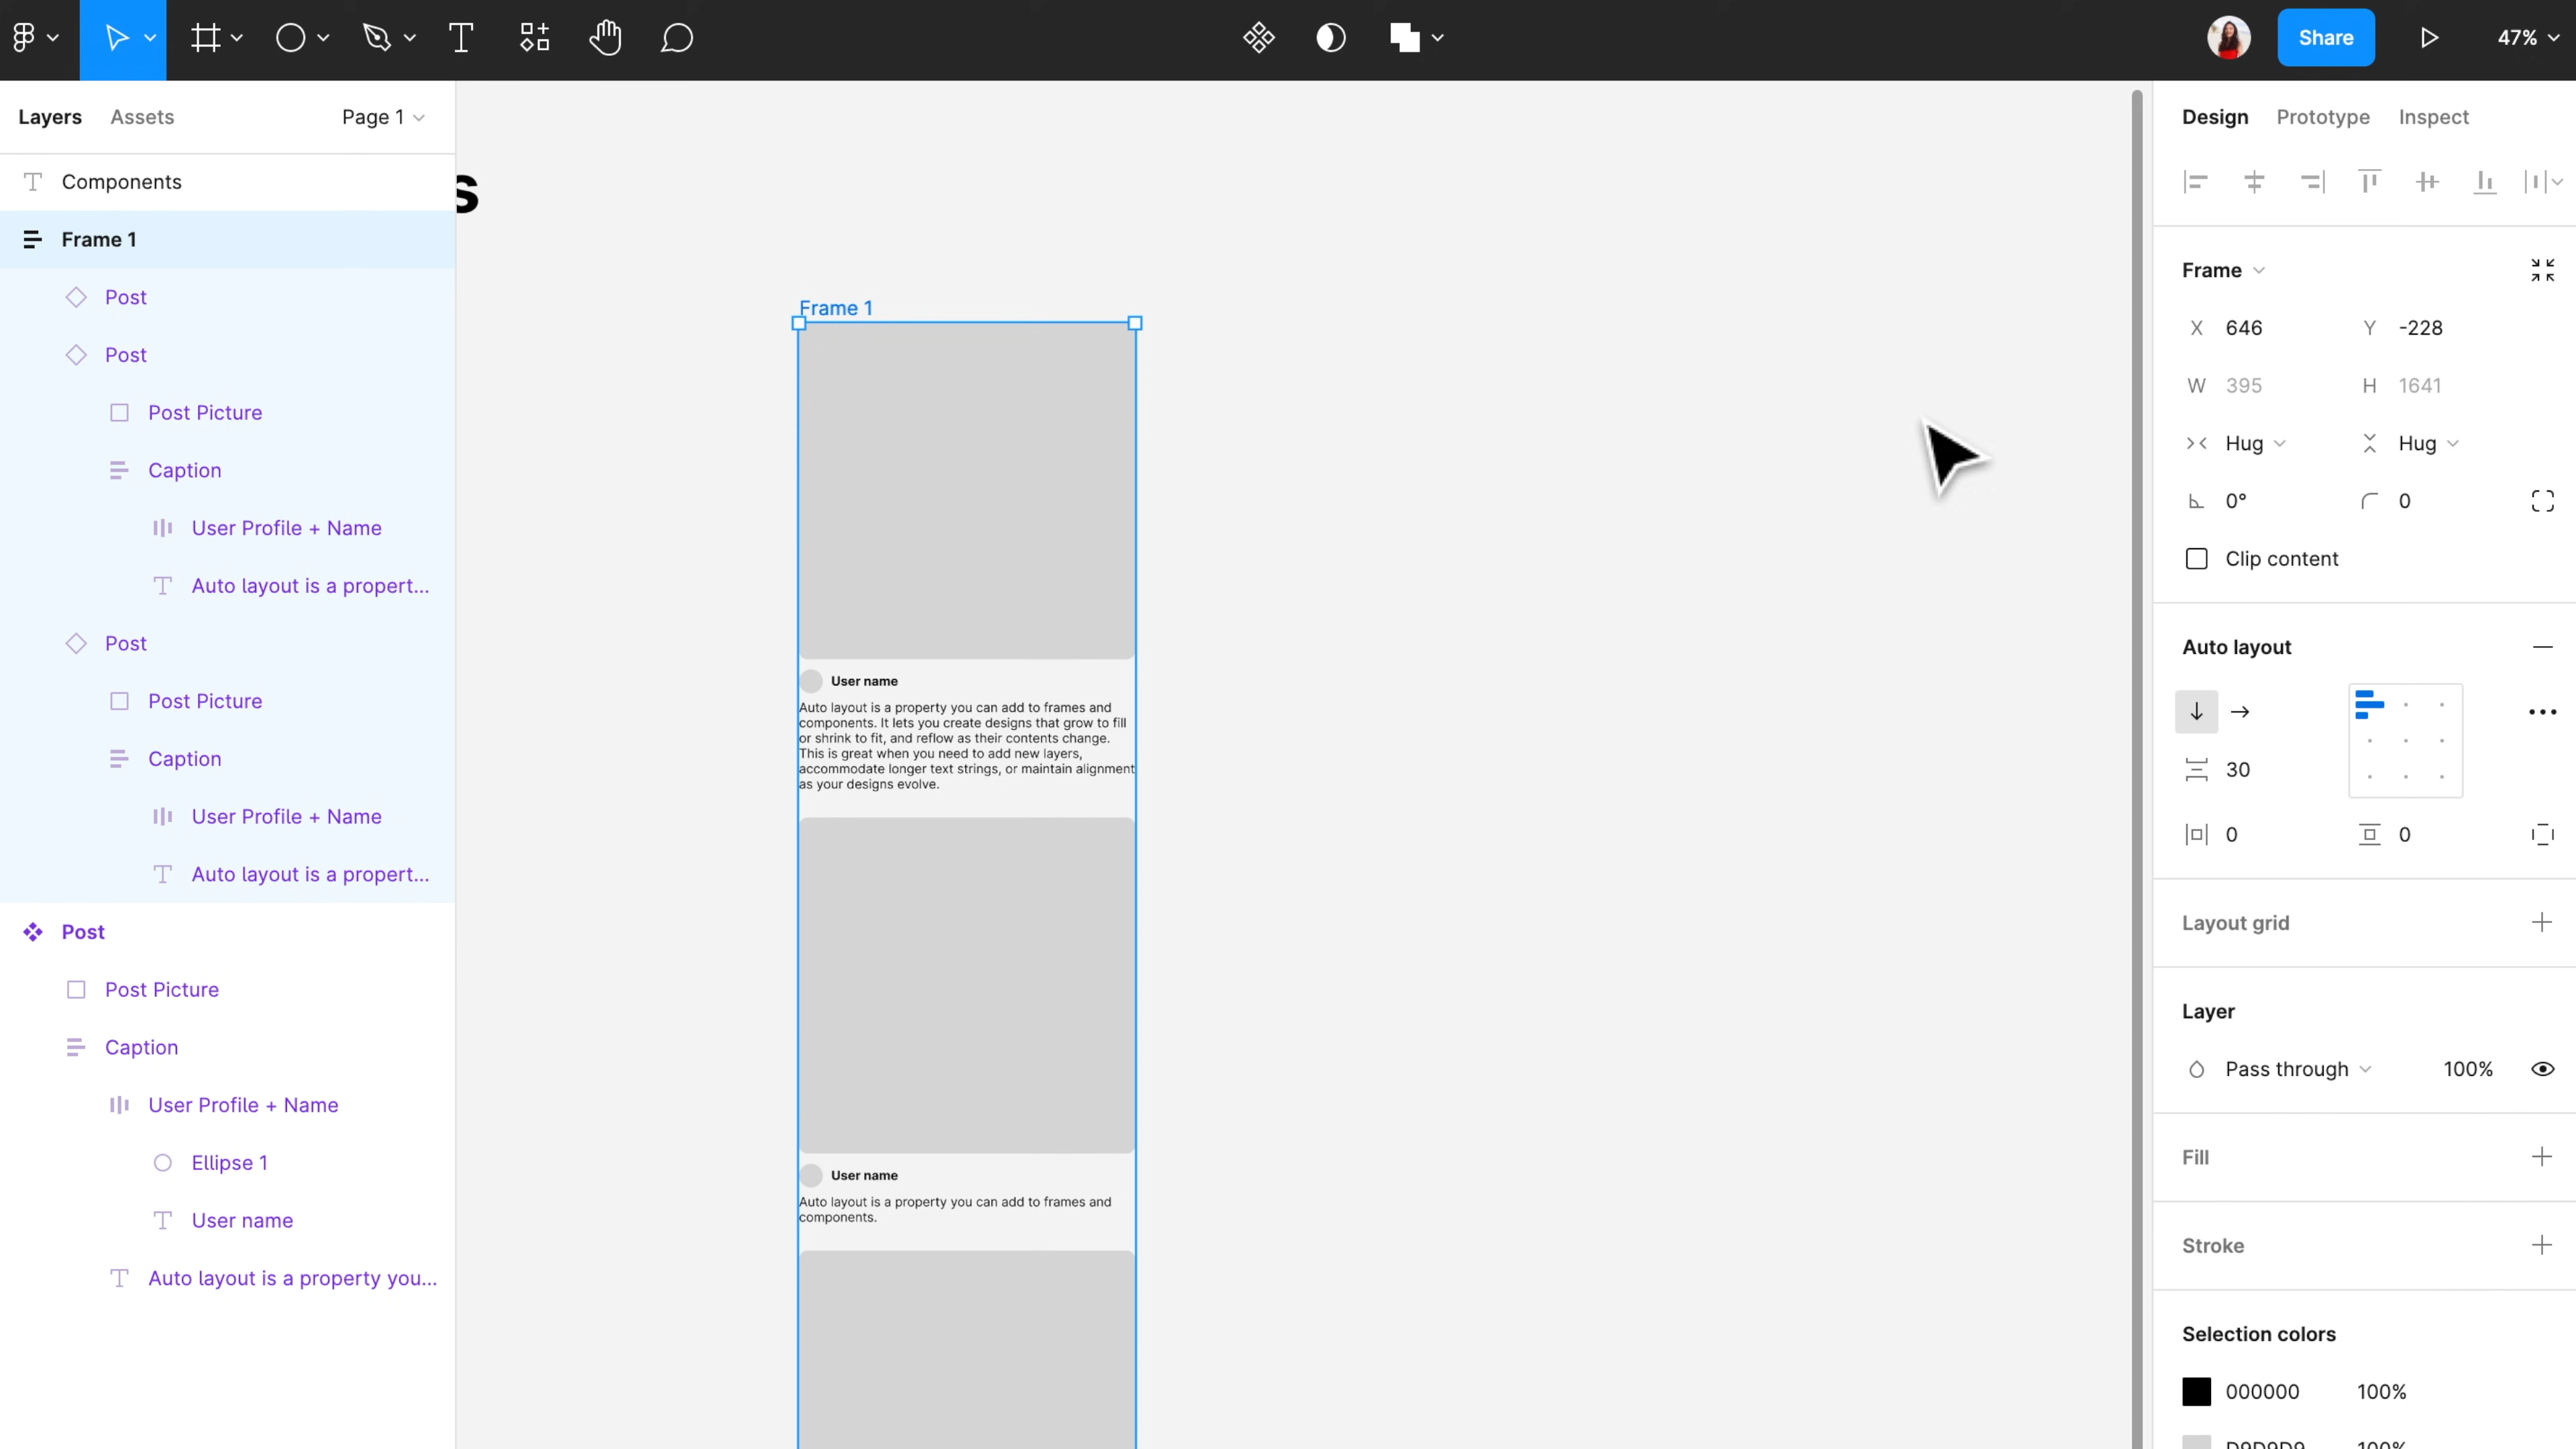 Share
47%
Layers Assets Page 1
Components
Frame 1
Post
Post
Post Picture
Caption
User Profile + Name
Auto layout is a propert...
Post
Post Picture
Caption
User Profile + Name
Auto layout is a propert...
Post
Post Picture
Caption
User Profile + Name
Ellipse 1
User name
Auto layout is a property you...
s
Frame 1
User name
Auto layout is a property you can add to frames and
components. It lets you create designs that grow to fill
or shrink to fit, and reflow as their contents change.
This is great when you need to add new layers,
accommodate longer text strings, or maintain alignment
as your designs evolve.
User name
Auto layout is a property you can add to frames and
components.
Design Prototype Inspect
Frame
X 646 Y -228
W 395 H 1641
Hug Hug
0° 0
Clip content
Auto layout
30
0 0
Layout grid
Layer
Pass through 100%
Fill
Stroke
Selection colors
000000 100%
D9D9D9 100%